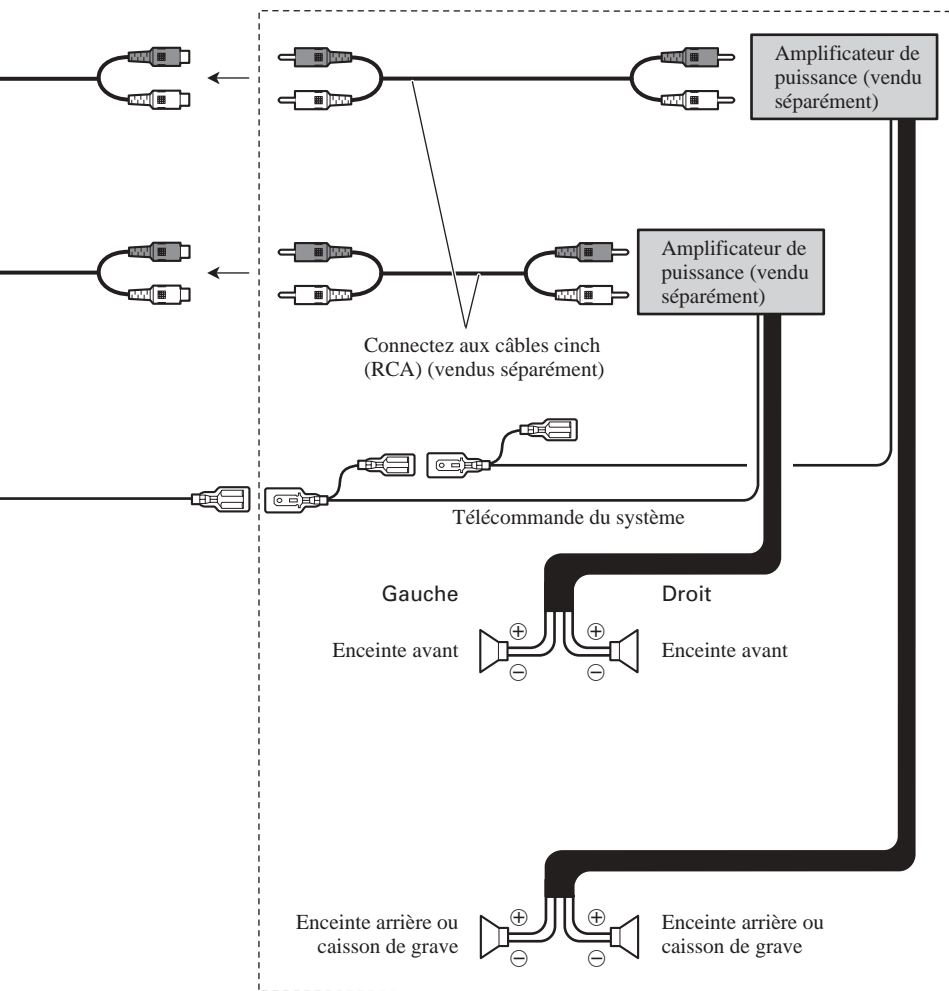 Amplificateur de
puissance (vendu
séparément)
Amplificateur de
puissance (vendu
séparément)
Connectez aux câbles cinch
(RCA) (vendus séparément)
Télécommande du système
Gauche
Droit
⊕
⊕
Enceinte avant
Enceinte avant
⊖
⊖
Enceinte arrière ou
caisson de grave
⊕
⊕
Enceinte arrière ou
caisson de grave
⊖
⊖